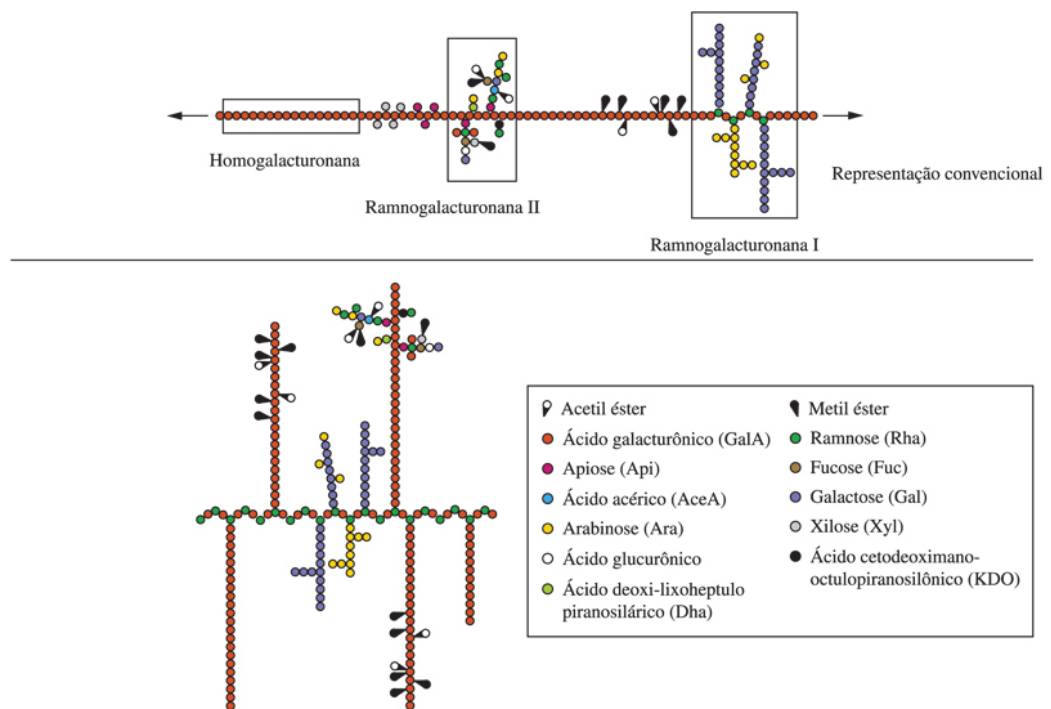 Homogalacturonana
Ramnogalacturonana II
Representação convencional
Ramnogalacturonana I
Acetil éster
Ácido galacturônico (GalA)
Apiose (Api)
Ácido acérico (AceA)
Arabinose (Ara)
Ácido glucurônico
Ácido deoxi-lixoheptulo
piranosilárico (Dha)
Metil éster
Ramnose (Rha)
Fucose (Fuc)
Galactose (Gal)
Xilose (Xyl)
Ácido cetodeoximano-
octulopiranosilônico (KDO)